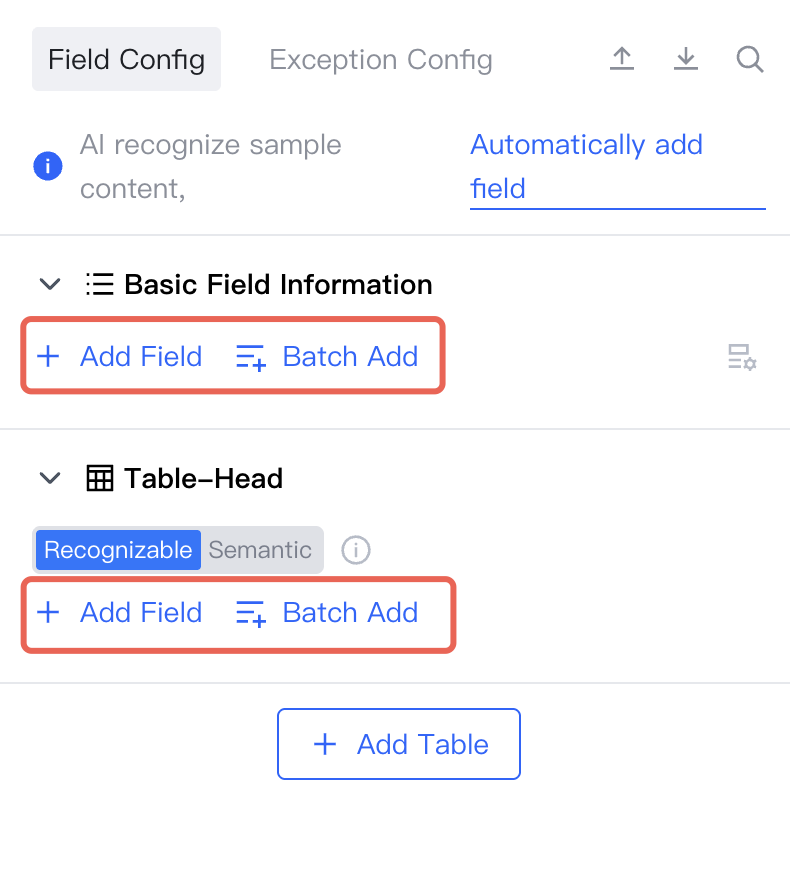 Field Config Exception Config
AI recognize sample Automatically add
content, field
Basic Field Information
Add Field Batch Add
Table-Head
Recognizable Semantic
Add Field Batch Add
Add Table